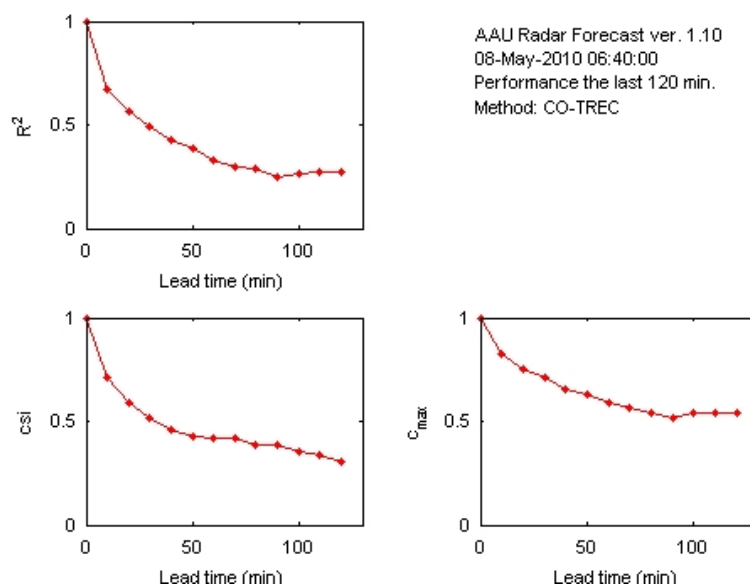 AAU Radar Forecast ver. 1.10
08-May-2010 06:40:00
Performance the last 120 min.
Method: CO-TREC
1
0.5
0
R²
0 50 100
Lead time (min)
1
0.5
0
csi
0 50 100
Lead time (min)
1
0.5
0
c_max
0 50 100
Lead time (min)